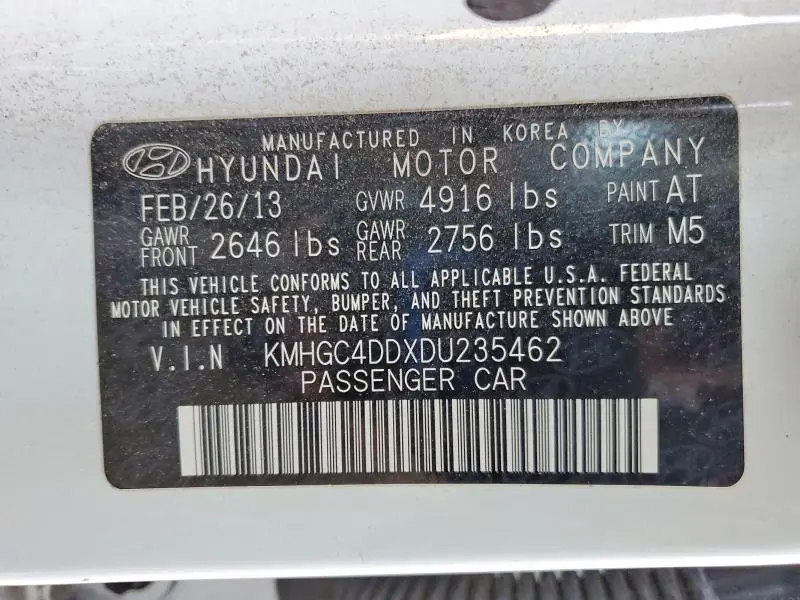 MANUFACTURED IN KOREA BY
HYUNDAI MOTOR COMPANY
FEB/26/13 GVWR 4916 lbs PAINT AT
GAWR FRONT 2646 lbs GAWR REAR 2756 lbs TRIM M5
THIS VEHICLE CONFORMS TO ALL APPLICABLE U.S.A. FEDERAL
MOTOR VEHICLE SAFETY, BUMPER, AND THEFT PREVENTION STANDARDS
IN EFFECT ON THE DATE OF MANUFACTURE SHOWN ABOVE
V.I.N KMHGC4DDXDU235462
PASSENGER CAR